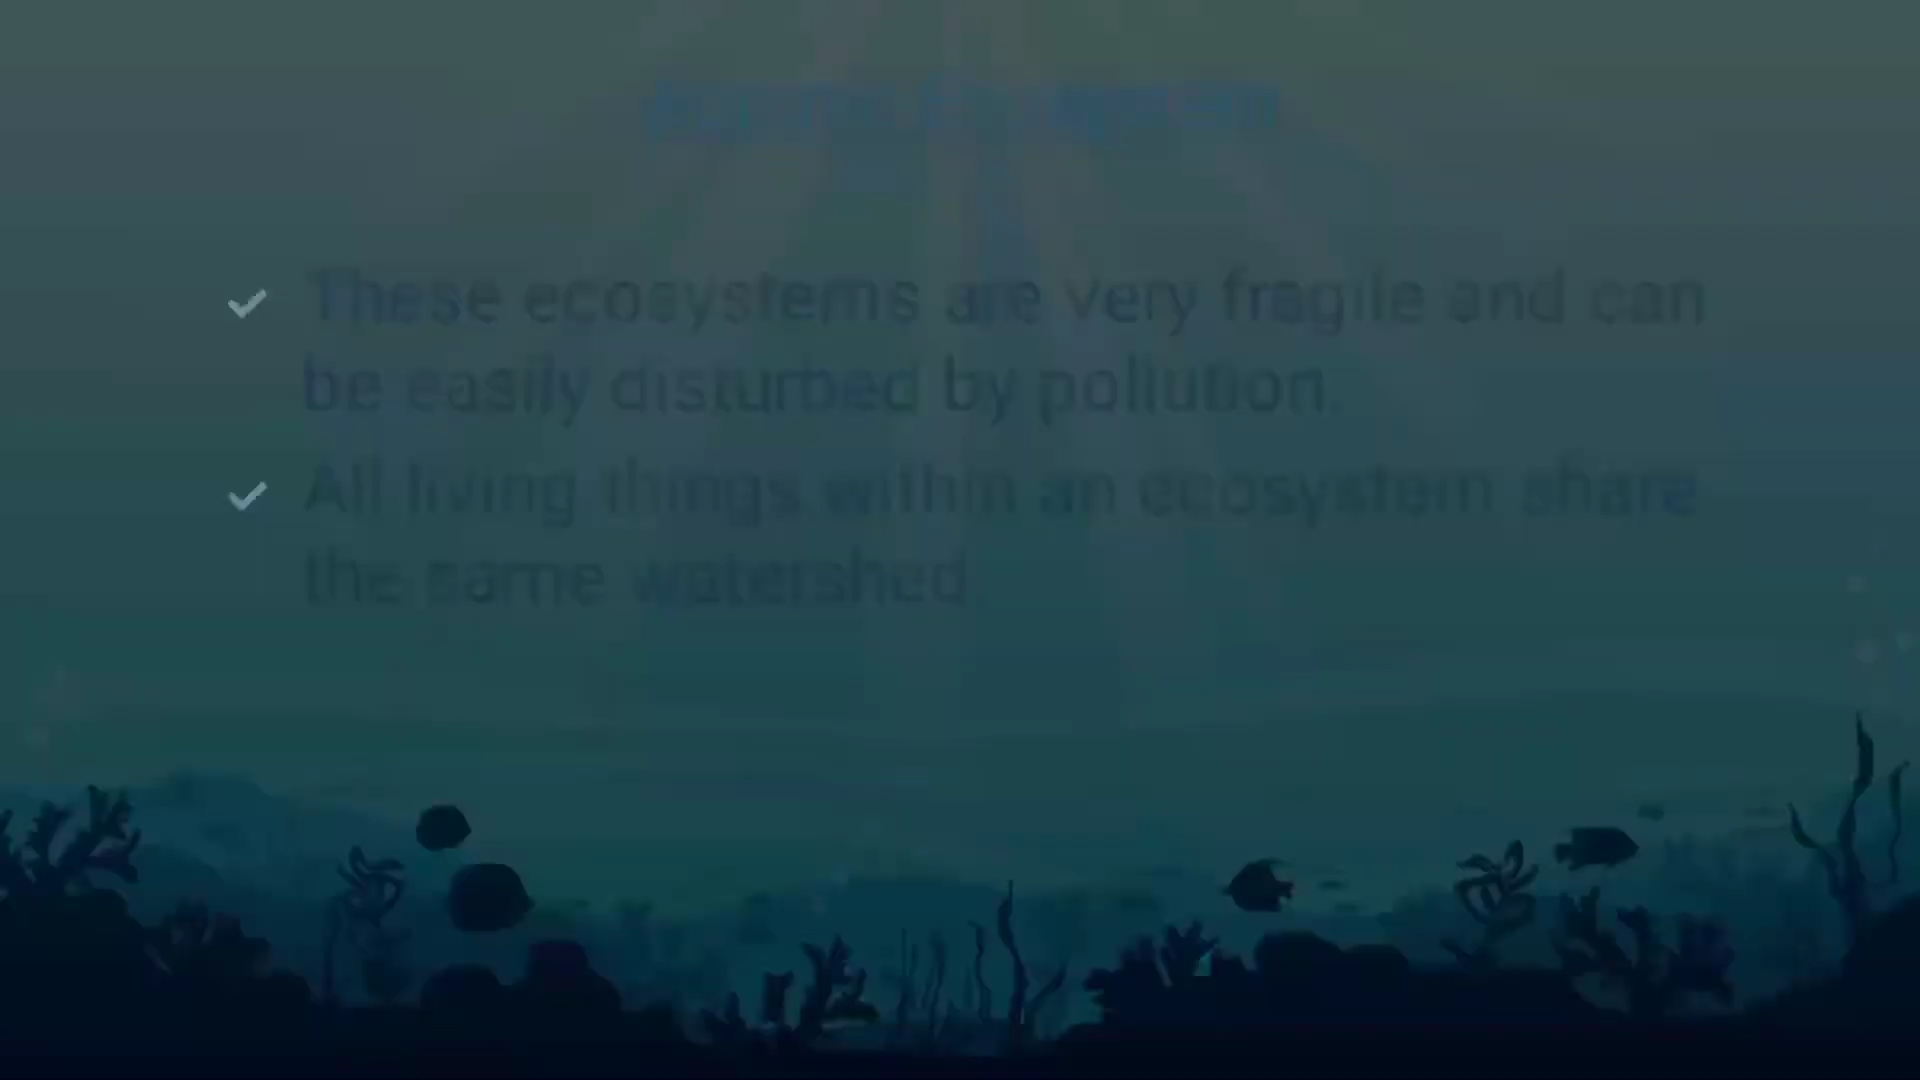 Aquatic Ecosystem
These ecosystems are very fragile and can
be easily disturbed by pollution.
All living things within an ecosystem share
the same watershed.